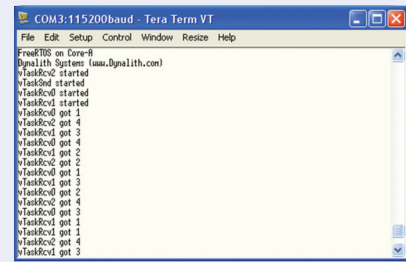 COM3:115200baud - Tera Term VT
File Edit Setup Control Window Resize Help
FreeRTOS on Core-A
Dynalith Systems (www.Dynalith.com)
vTaskRcv2 started
vTaskSnd started
vTaskRcv0 started
vTaskRcv1 started
vTaskRcv0 got 1
vTaskRcv2 got 4
vTaskRcv1 got 3
vTaskRcv0 got 4
vTaskRcv1 got 2
vTaskRcv2 got 2
vTaskRcv0 got 1
vTaskRcv1 got 3
vTaskRcv0 got 2
vTaskRcv2 got 4
vTaskRcv0 got 3
vTaskRcv1 got 1
vTaskRcv1 got 1
vTaskRcv2 got 4
vTaskRcv1 got 3